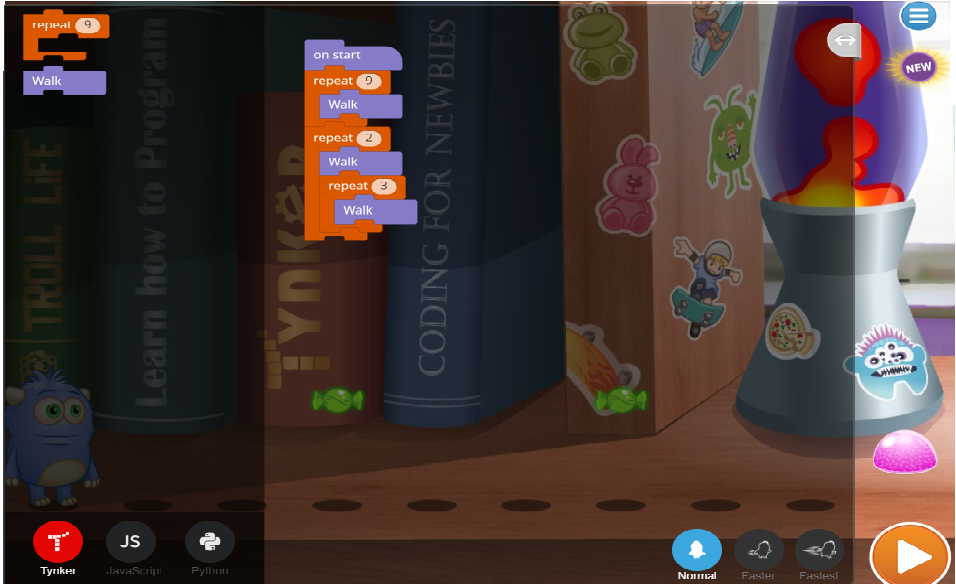 repeat 9
Walk
on start
repeat 9
Walk
repeat 2
Walk
repeat 3
Walk
NEW
TROLL LiFE
Learn how to Program
TYNKER
CODING FOR NEWBIES
JS
Tynker
JavaScript
Python
Normal
Faster
Fastest